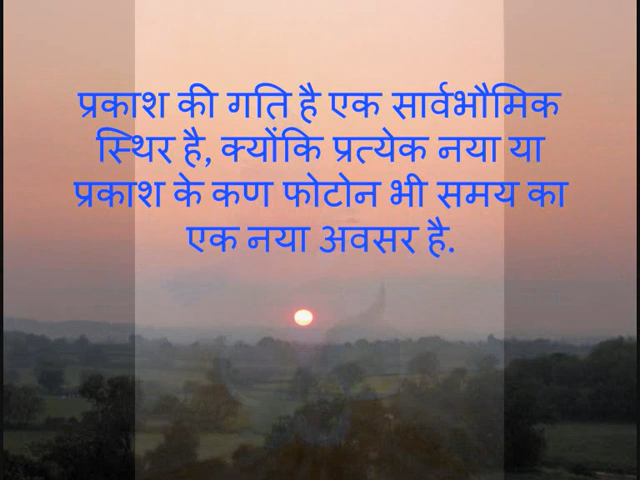 प्रकाश की गति है एक सार्वभौमिक
स्थिर है, क्योंकि प्रत्येक नया या
प्रकाश के कण फोटोन भी समय का
एक नया अवसर है.